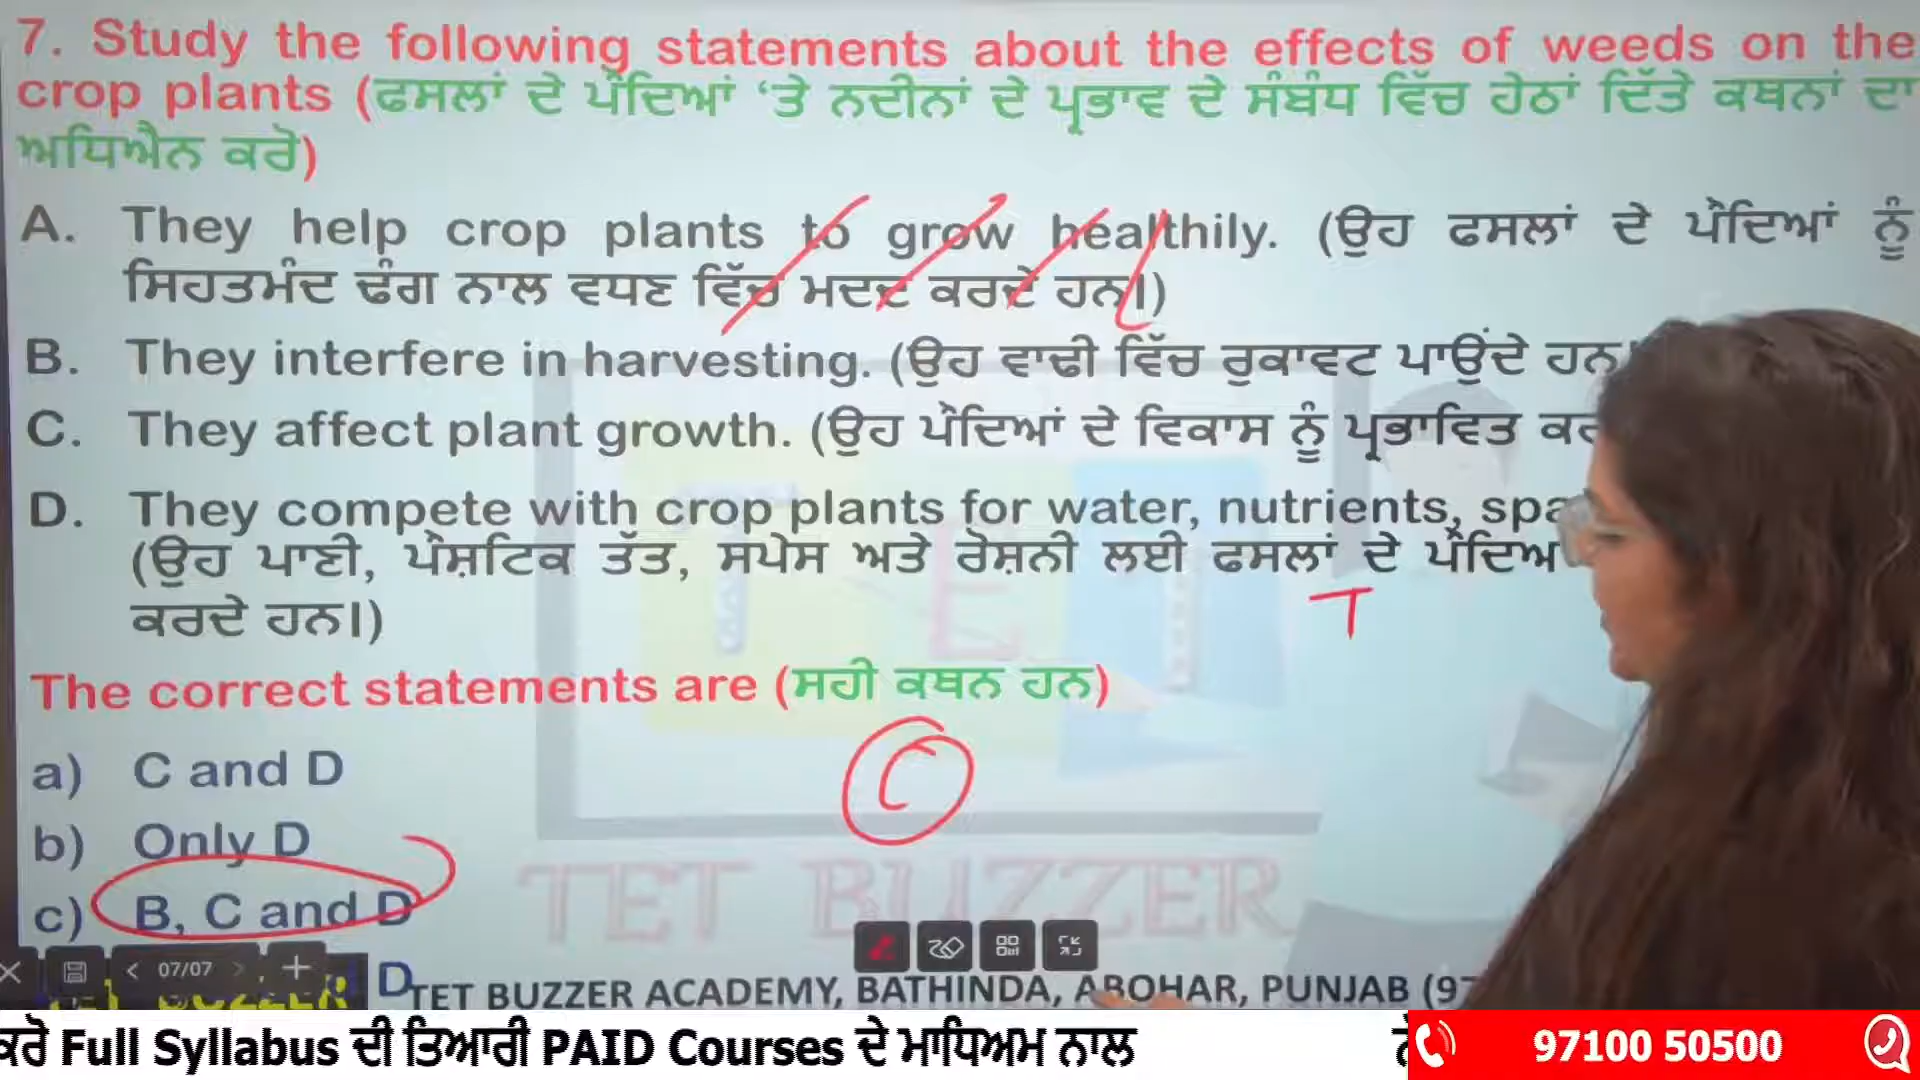 7. Study the following statements about the effects of weeds on the
crop plants (ਫਸਲਾਂ ਦੇ ਪੌਦਿਆਂ ‘ਤੇ ਨਦੀਨਾਂ ਦੇ ਪ੍ਰਭਾਵ ਦੇ ਸੰਬੰਧ ਵਿੱਚ ਹੇਠਾਂ ਦਿੱਤੇ ਕਥਨਾਂ ਦਾ
ਅਧਿਐਨ ਕਰੋ)
A. They help crop plants to grow healthily. (ਉਹ ਫਸਲਾਂ ਦੇ ਪੌਦਿਆਂ ਨੂੰ
ਸਿਹਤਮੰਦ ਢੰਗ ਨਾਲ ਵਧਣ ਵਿੱਚ ਮਦਦ ਕਰਦੇ ਹਨ।)
B. They interfere in harvesting. (ਉਹ ਵਾਢੀ ਵਿੱਚ ਰੁਕਾਵਟ ਪਾਉਂਦੇ ਹਨ
C. They affect plant growth. (ਉਹ ਪੌਦਿਆਂ ਦੇ ਵਿਕਾਸ ਨੂੰ ਪ੍ਰਭਾਵਿਤ
D. They compete with crop plants for water, nutrients,
(ਉਹ ਪਾਣੀ, ਪੌਸ਼ਟਿਕ ਤੱਤ, ਸਪੇਸ ਅਤੇ ਰੋਸ਼ਨੀ ਲਈ ਫਸਲਾਂ ਦੇ
T
ਕਰਦੇ ਹਨ।)
The correct statements are (ਸਹੀ ਕਥਨ ਹਨ)
C
a) C and D
b) Only D
c) B, C and D
TET BUZZER
07/07
D
TET BUZZER
TET BUZZER ACADEMY, BATHINDA, ABOHAR, PUNJAB (97
ਕਰੋ Full Syllabus ਦੀ ਤਿਆਰੀ PAID Courses ਦੇ ਮਾਧਿਅਮ ਨਾਲ
97100 50500